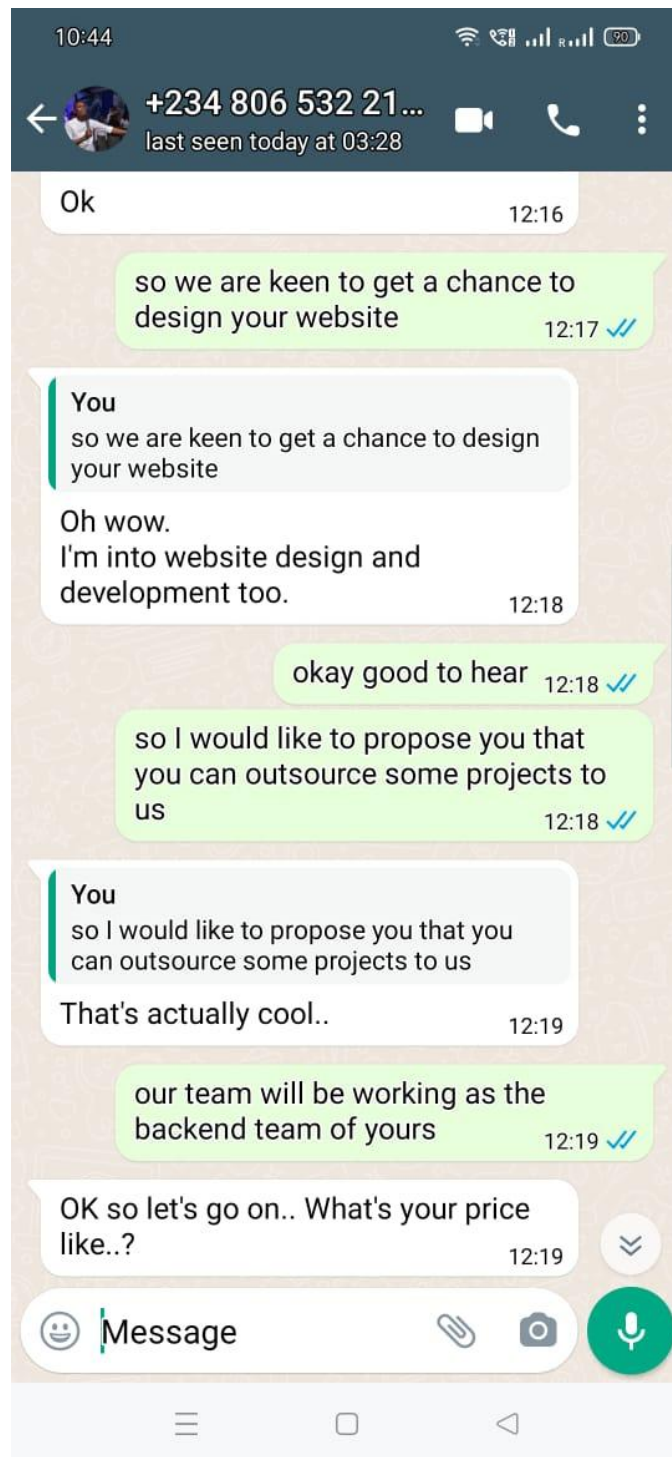 10:44
R
90
+234 806 532 21...
last seen today at 03:28
Ok
12:16
so we are keen to get a chance to
design your website
12:17
You
so we are keen to get a chance to design
your website
Oh wow.
I'm into website design and
development too.
12:18
okay good to hear 12:18
so I would like to propose you that
you can outsource some projects to
us
12:18
You
so I would like to propose you that you
can outsource some projects to us
That's actually cool..
12:19
our team will be working as the
backend team of yours
12:19
OK so let's go on.. What's your price
like..?
12:19
Message